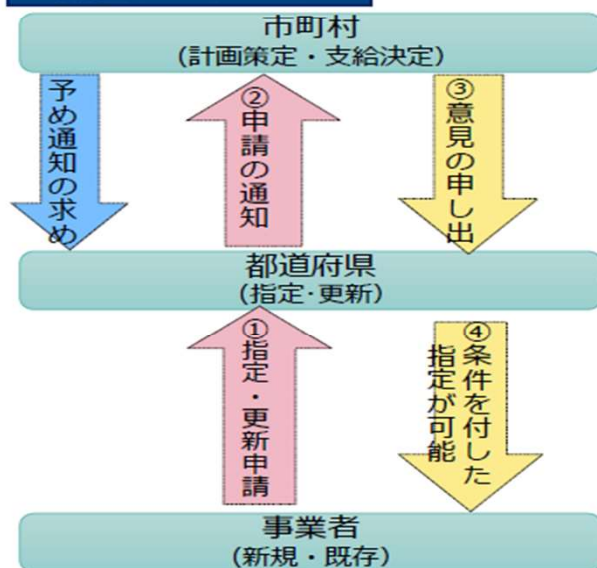 市町村
(計画策定・支給決定)
予め通知の求め
②申請の通知
③意見の申し出
都道府県
(指定･更新)
①指定・更新申請
④条件を付した
指定が可能
事業者
(新規・既存)